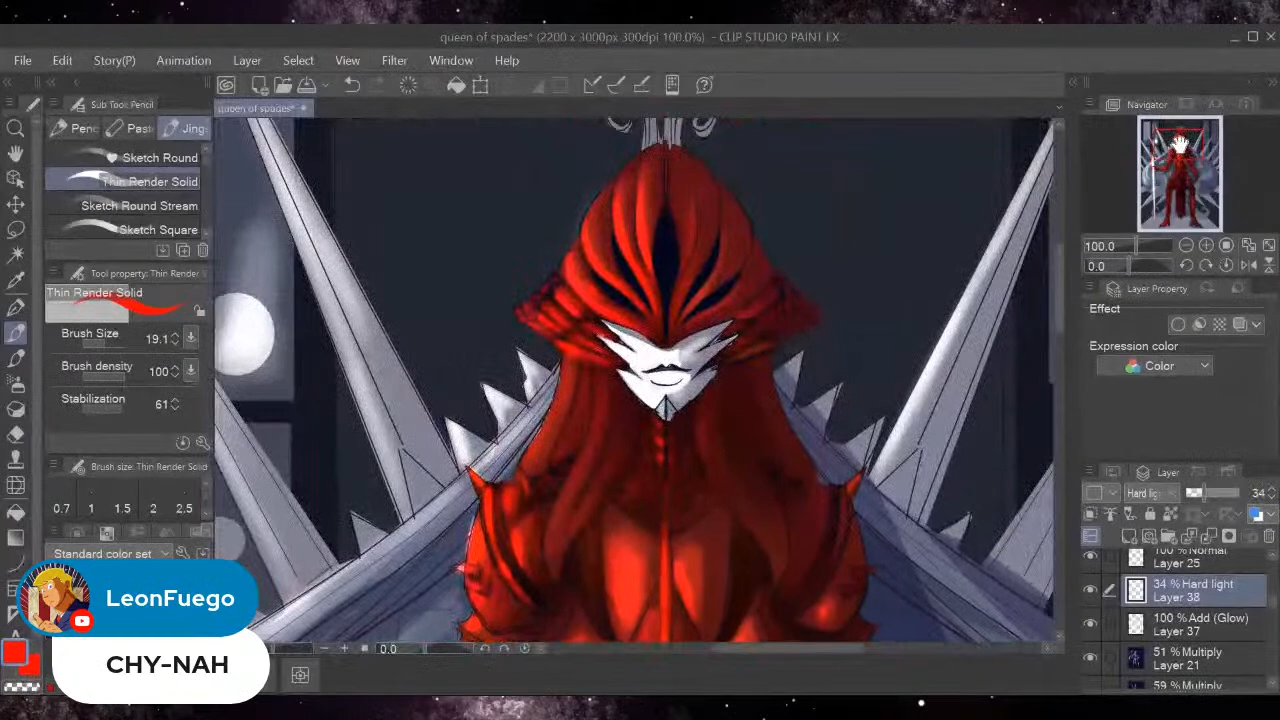 queen of spades* (2200 x 3000px 300dpi 100.0%)  - CLIP STUDIO PAINT EX
File Edit Story(P) Animation Layer Select View Filter Window Help
Sub Tool: Pencil
queen of spades*
Navigator
Penc Past Jing
Sketch Round
Thin Render Solid
Sketch Round Stream
Sketch Square
100.0
0.0
Tool property: Thin Render
Thin Render Solid
Layer Property
Effect
Brush Size 19.1
Expression color
Brush density 100
Color
Stabilization 61
Brush size: Thin Render Solid
Layer
0.7 1 1.5 2 2.5
Hard lig 34
Standard color set
100 % Normal
Layer 25
34 % Hard light
Layer 38
100 % Add (Glow)
Layer 37
51 % Multiply
Layer 21
59 % Multiply
0.0
LeonFuego
CHY-NAH